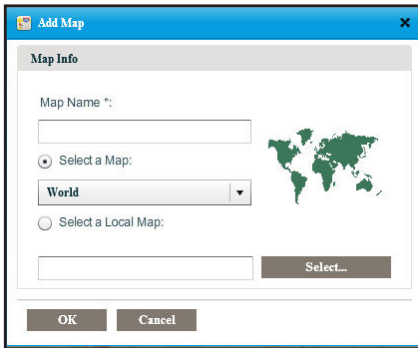 Add Map
Map Info
Map Name *:
Select a Map:
World
Select a Local Map:
Select...
OK Cancel